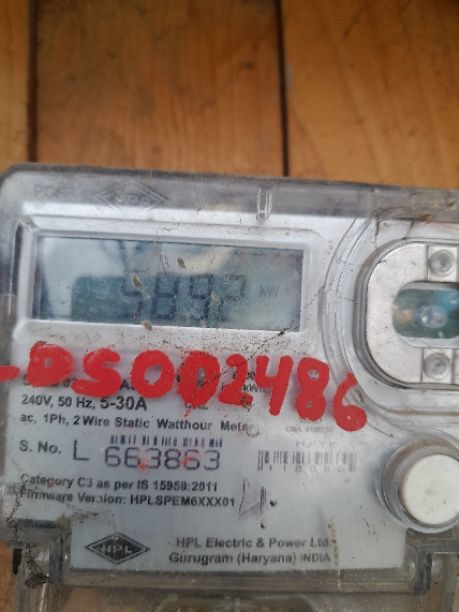 5892 kW
-DS002486
240V, 50 Hz, 5-30A
ac, 1Ph, 2 Wire Static Watthour Meter
S. No. L 663863
Category C3 as per IS 15959:2011
Firmware Version: HPLSPEM6XXX01
HPL
HPL Electric & Power Ltd.
Gurugram (Haryana) INDIA